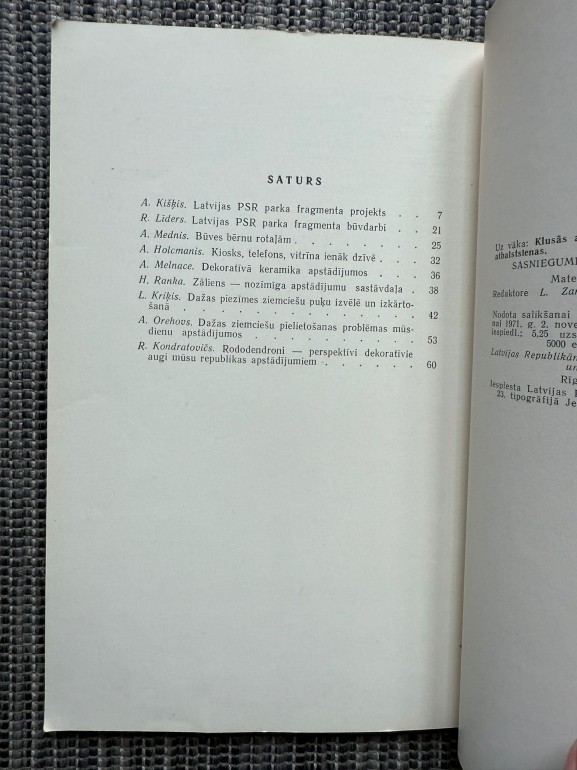 SATURS
A. Kišķis. Latvijas PSR parka fragmenta projekts . . 7
R. Līders. Latvijas PSR parka fragmenta būvdarbi . . 21
A. Mednis. Būves bērnu rotaļām . . . . . . . 25
A. Holcmanis. Kiosks, telefons, vitrīna ienāk dzīvē . . 32
A. Melnace. Dekoratīvā keramika apstādījumos . . . 36
H. Ranka. Zāliens — nozīmīga apstādījumu sastāvdaļa . 38
L. Kriķis. Dažas piezīmes ziemciešu puķu izvēlē un izkārto-
šanā . . . . . . . . . . . . 42
A. Orehovs. Dažas ziemciešu pielietošanas problēmas mūs-
dienu apstādījumos . . . . . . . . . 53
R. Kondratovičs. Rododendroni — perspektīvi dekoratīvie
augi mūsu republikas apstādījumiem . . . . . 60
Uz vāka: Klusās a
atbalstsienas.
SASNIEGUMI
Mate
Redaktore L. Zar
Nodota salikšanai
nai 1971. g. 2. nove
iespiedl.; 5,25 uzs
5000 e
Latvijas Republikān
un
Rīg
Iespiesta Latvijas
23. tipogrāfijā Je